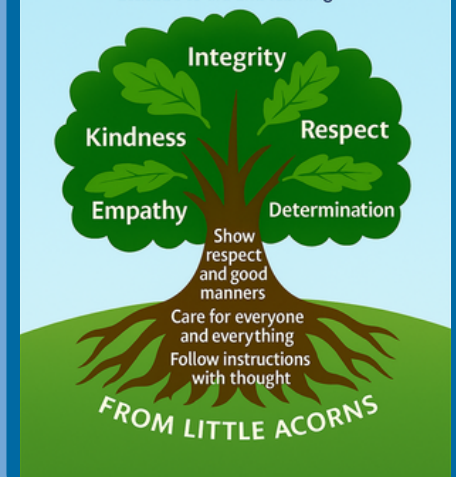 Integrity
Kindness
Respect
Empathy
Determination
Show
respect
and good
manners
Care for everyone
and everything
Follow instructions
with thought
FROM LITTLE ACORNS